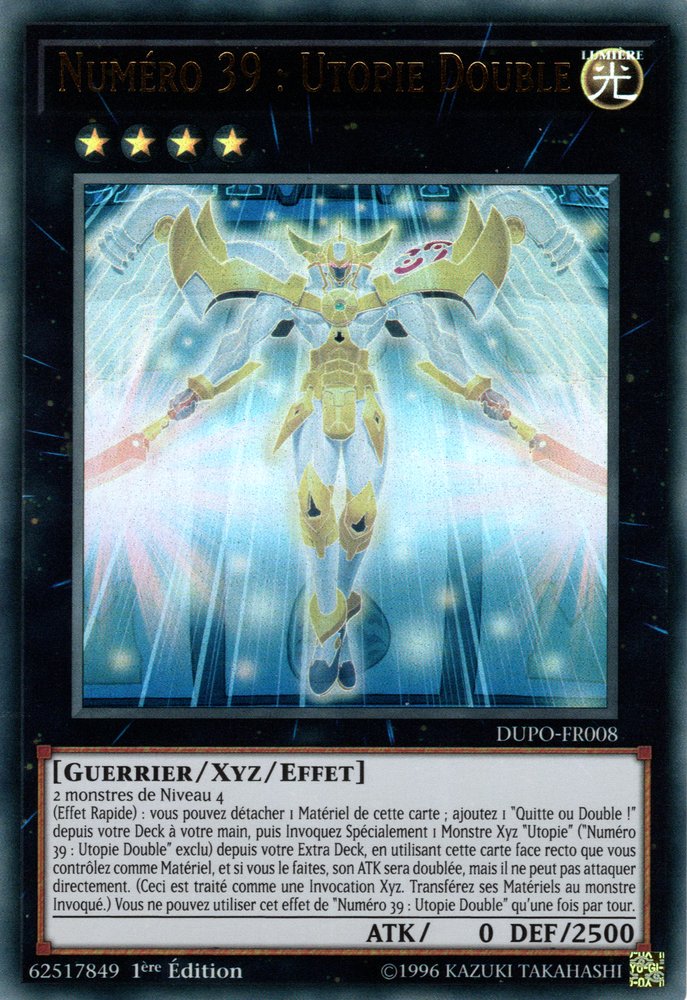 Numéro 39 : Utopie Double
LUMIÈRE
光
39
DUPO-FR008
[Guerrier/Xyz/Effet]
2 monstres de Niveau 4
(Effet Rapide) : vous pouvez détacher 1 Matériel de cette carte ; ajoutez 1 "Quitte ou Double !"
depuis votre Deck à votre main, puis Invoquez Spécialement 1 Monstre Xyz "Utopie" ("Numéro
39 : Utopie Double" exclu) depuis votre Extra Deck, en utilisant cette carte face recto que vous
contrôlez comme Matériel, et si vous le faites, son ATK sera doublée, mais il ne peut pas attaquer
directement. (Ceci est traité comme une Invocation Xyz. Transférez ses Matériels au monstre
Invoqué.) Vous ne pouvez utiliser cet effet de "Numéro 39 : Utopie Double" qu'une fois par tour.
ATK/ 0 DEF/2500
62517849 1ère Édition ©1996 KAZUKI TAKAHASHI
YU-GI-